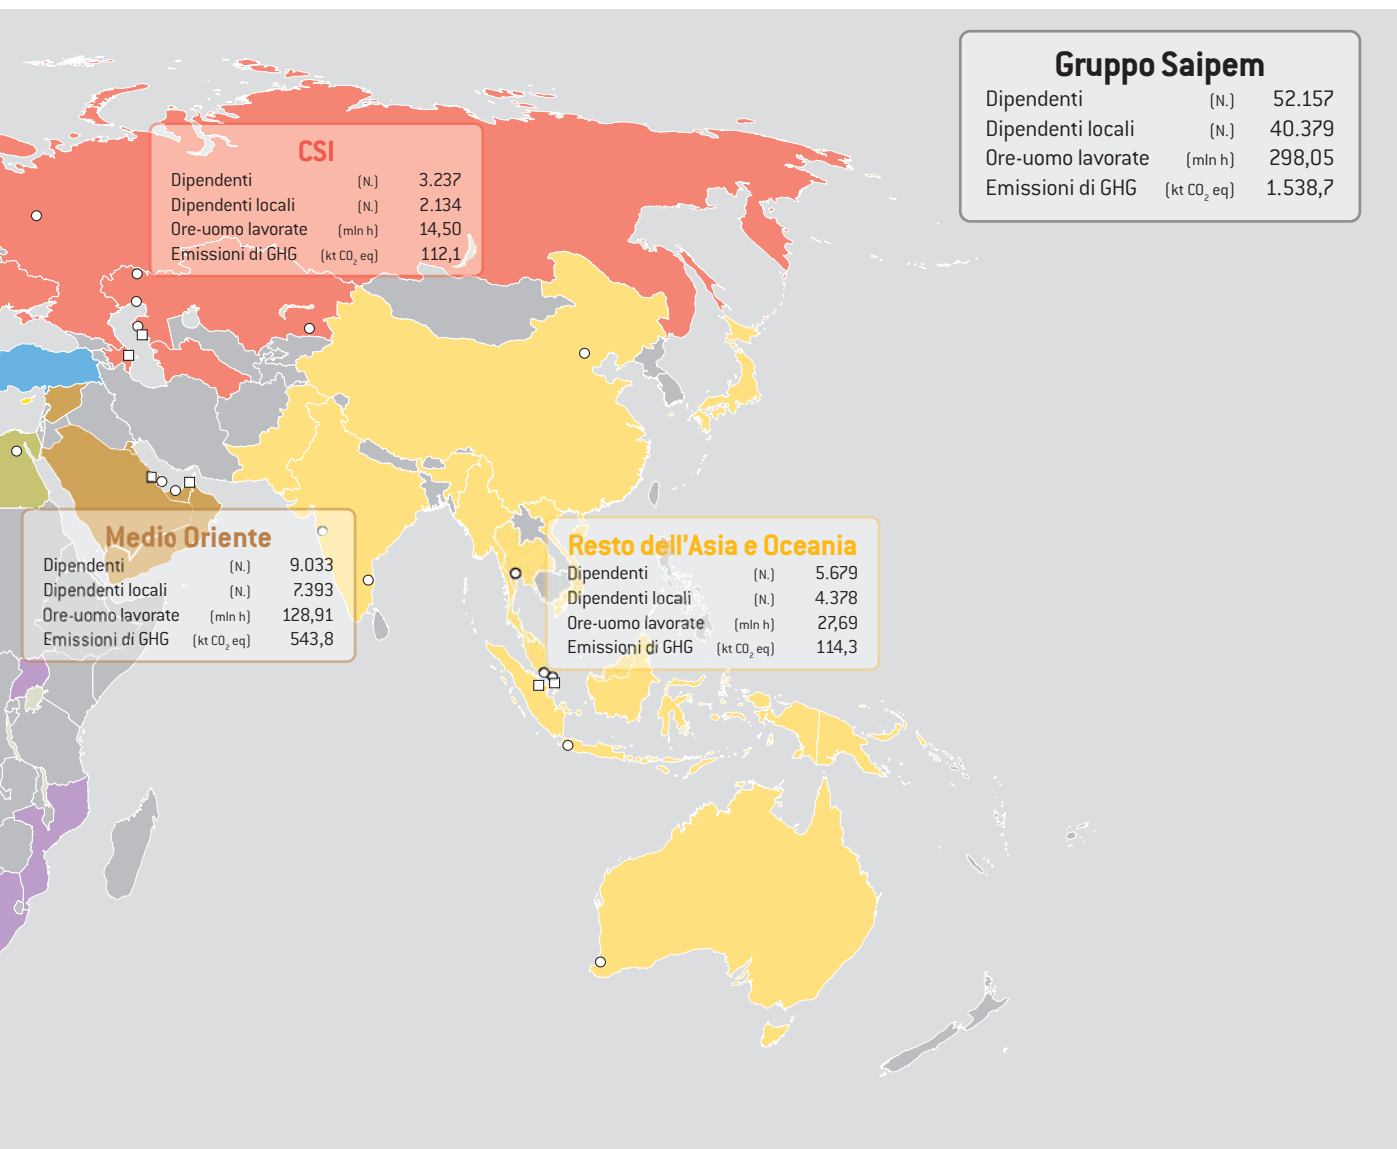 Gruppo Saipem
Dipendenti (N.) 52.157
Dipendenti locali (N.) 40.379
Ore-uomo lavorate (mln h) 298,05
Emissioni di GHG (kt CO₂ eq) 1.538,7
CSI
Dipendenti (N.) 3.237
Dipendenti locali (N.) 2.134
Ore-uomo lavorate (mln h) 14,50
Emissioni di GHG (kt CO₂ eq) 112,1
Medio Oriente
Dipendenti (N.) 9.033
Dipendenti locali (N.) 7.393
Ore-uomo lavorate (mln h) 128,91
Emissioni di GHG (kt CO₂ eq) 543,8
Resto dell'Asia e Oceania
Dipendenti (N.) 5.679
Dipendenti locali (N.) 4.378
Ore-uomo lavorate (mln h) 27,69
Emissioni di GHG (kt CO₂ eq) 114,3